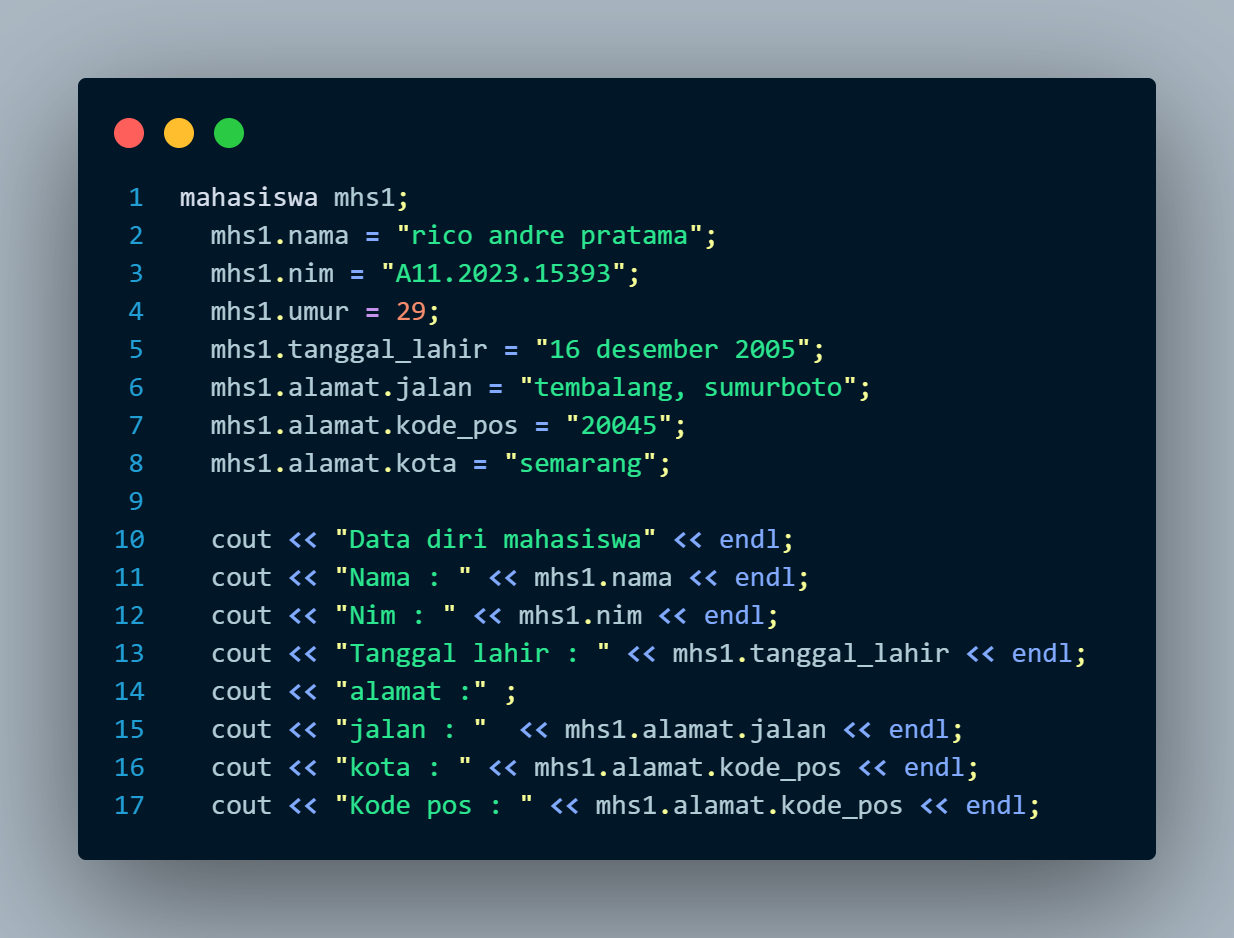 1 mahasiswa mhs1;
2   mhs1.nama = "rico andre pratama";
3   mhs1.nim = "A11.2023.15393";
4   mhs1.umur = 29;
5   mhs1.tanggal_lahir = "16 desember 2005";
6   mhs1.alamat.jalan = "tembalang, sumurboto";
7   mhs1.alamat.kode_pos = "20045";
8   mhs1.alamat.kota = "semarang";
9
10   cout << "Data diri mahasiswa" << endl;
11   cout << "Nama : " << mhs1.nama << endl;
12   cout << "Nim : " << mhs1.nim << endl;
13   cout << "Tanggal lahir : " << mhs1.tanggal_lahir << endl;
14   cout << "alamat :" ;
15   cout << "jalan : "  << mhs1.alamat.jalan << endl;
16   cout << "kota : " << mhs1.alamat.kode_pos << endl;
17   cout << "Kode pos : " << mhs1.alamat.kode_pos << endl;